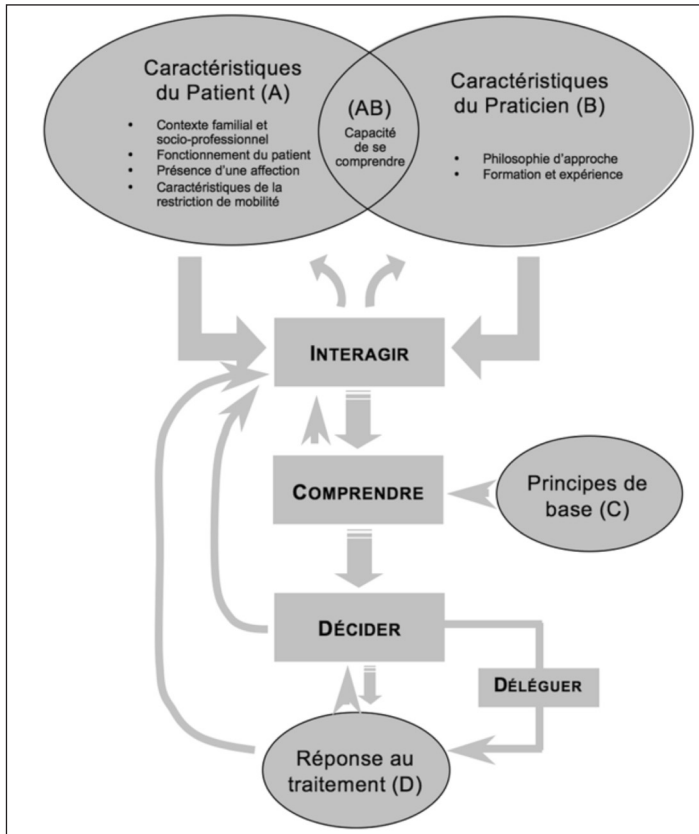 Caractéristiques
du Patient (A)
• Contexte familial et
socio-professionnel
• Fonctionnement du patient
• Présence d'une affection
• Caractéristiques de la
restriction de mobilité
(AB)
Capacité
de se
comprendre
Caractéristiques
du Praticien (B)
• Philosophie d'approche
• Formation et expérience
INTERAGIR
COMPRENDRE
Principes de
base (C)
DÉCIDER
DÉLÉGUER
Réponse au
traitement (D)